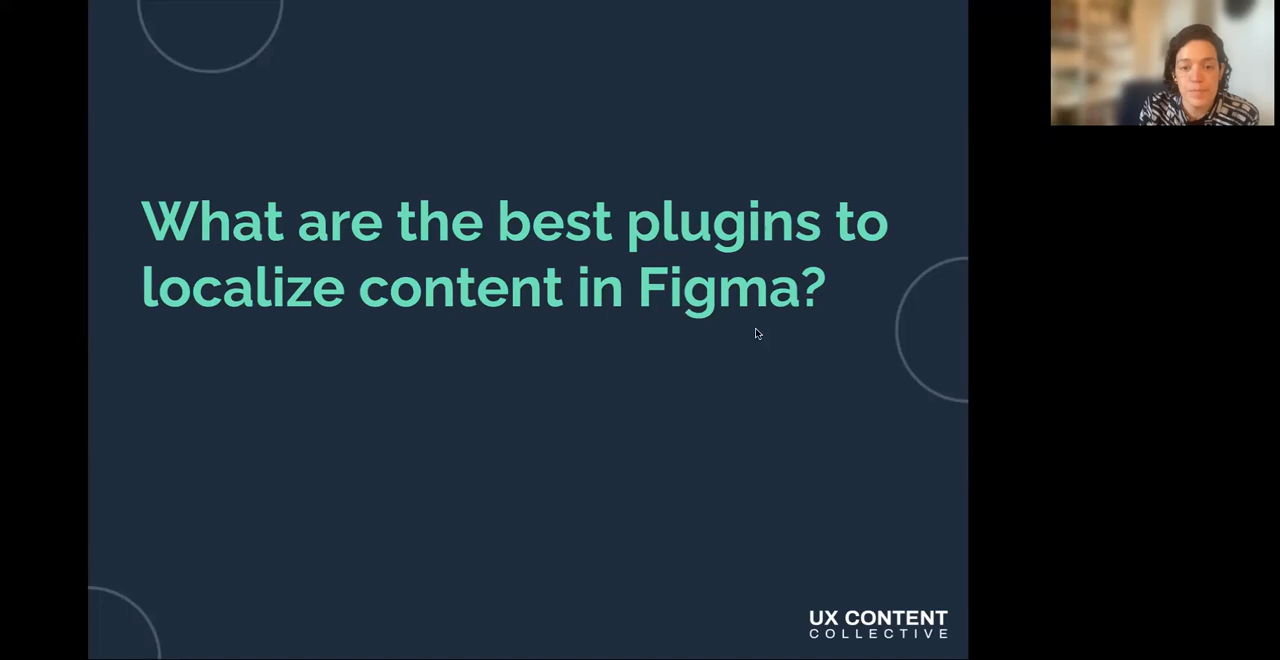 What are the best plugins to
localize content in Figma?
UX CONTENT
COLLECTIVE